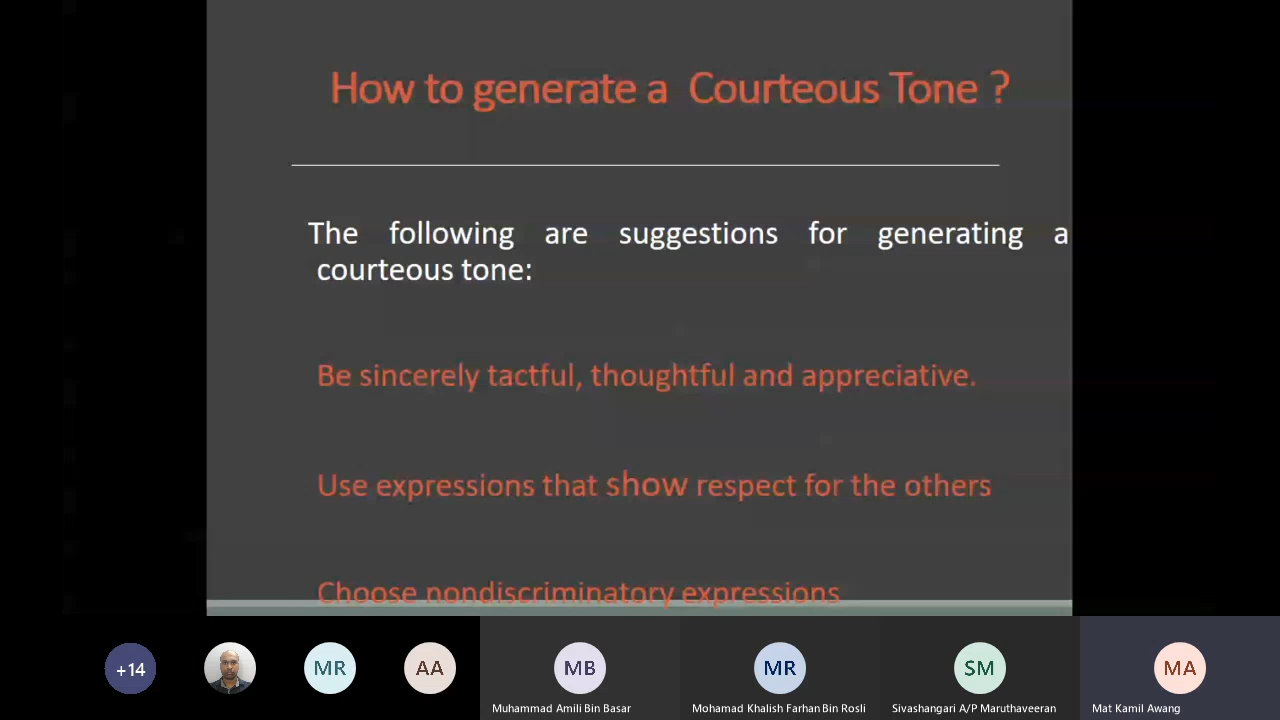 How to generate a Courteous Tone ?
The following are suggestions for generating a
courteous tone:
Be sincerely tactful, thoughtful and appreciative.
Use expressions that show respect for the others
Choose nondiscriminatory expressions
+14
MR
AA
MB
MR
SM
MA
Muhammad Amili Bin Basar
Mohamad Khalish Farhan Bin Rosli
Sivashangari A/P Maruthaveeran
Mat Kamil Awang